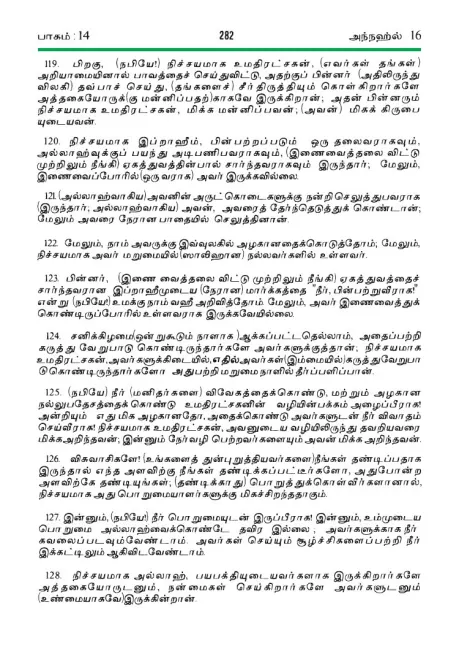 பாகம் : 14 282 அந்நஹ்ல் 16
119. பிறகு, (நபியே!) நிச்சயமாக உமதிரட்சகன், (எவர்கள் தங்கள்)
அறியாமையினால் பாவத்தைச் செய்துவிட்டு, அதற்குப் பின்னர் (அதிலிருந்து
விலகி) தவ்பாச் செய்து, (தங்களைச்) சீர்திருத்தியும் கொள்கிறார்களே
அத்தகையோருக்(கு மன்னிப்பதற்)காகவே இருக்கிறான்; அதன் பின்னரும்
நிச்சயமாக உமதிரட்சகன், மிக்க மன்னிப்பவன்; (அவன்) மிகக் கிருபை
யுடையவன்.
120. நிச்சயமாக இப்றாஹீம், பின்பற்றப்படும் ஒரு தலைவராகவும்,
அல்லாஹ்வுக்குப் பயந்து அடிபணிபவராகவும், (இணைவைத்தலை விட்டு
முற்றிலும் நீங்கி) ஏகத்துவத்தின்பால் சார்ந்தவராகவும் இருந்தார்; மேலும்,
இணைவைப்போரில் (ஒருவராக) அவர் இருக்கவில்லை.
121. (அல்லாஹ்வாகிய) அவனின் அருட்கொடைகளுக்கு நன்றி செலுத்துபவராக
(இருந்தார்; அல்லாஹ்வாகிய) அவன், அவரைத் தேர்ந்தெடுத்துக் கொண்டான்;
மேலும் அவரை நேரான பாதையில் செலுத்தினான்.
122. மேலும், நாம் அவருக்கு இவ்வுலகில் அழகானதைக்கொடுத்தோம்; மேலும்,
நிச்சயமாக அவர் மறுமையில் (ஸாலிஹான) நல்லவர்களில் உள்ளவர்.
123. பின்னர், (இணை வைத்தலை விட்டு முற்றிலும் நீங்கி) ஏகத்துவத்தைச்
சார்ந்தவரான இப்றாஹீமுடைய (நேரான) மார்க்கத்தை "நீர், பின்பற்றுவீராக!"
என்று (நபியே!) உமக்கு நாம் வஹீ அறிவித்தோம். மேலும், அவர் இணைவைத்துக்
கொண்டிருப்போரில் உள்ளவராக இருக்கவேயில்லை.
124. சனிக்கிழமை(ஒன்று கூடும் நாளாக) ஆக்கப்பட்டதெல்லாம், அதைப்பற்றி
கருத்து வேறுபாடு கொண்டிருந்தார்களே அவர்களுக்குத்தான், நிச்சயமாக
உமதிரட்சகன், அவர்களுக்கிடையில், எதில் அவர்கள் (இம்மையில்) கருத்துவேறுபா
டு கொண்டிருந்தார்களோ அதுபற்றி மறுமை நாளில் தீர்ப்பளிப்பான்.
125. (நபியே) நீர் (மனிதர்களை) விவேகத்தைக்கொண்டு, மற்றும் அழகான
நல்லுபதேசத்தைக் கொண்டு உமதிரட்சகனின் வழியின்பக்கம் அழைப்பீராக!
அன்றியும் எது மிக அழகானதோ, அதைக்கொண்டு அவர்களுடன் நீர் விவாதம்
செய்வீராக! நிச்சயமாக உமதிரட்சகன், அவனுடைய வழியிலிருந்து தவறியவரை
மிக்கஅறிந்தவன்; இன்னும் நேர்வழி பெற்றவர்களையும் அவன் மிக்க அறிந்தவன்.
126. விசுவாசிகளே! (உங்களைத் துன்புறுத்தியவர்களை)நீங்கள் தண்டிப்பதாக
இருந்தால் எந்த அளவிற்கு நீங்கள் தண்டிக்கப்பட்டீர்களோ, அதுபோன்ற
அளவிற்கே தண்டியுங்கள்; (தண்டிக்காது) பொறுத்துக்கொள்வீர்களானால்,
நிச்சயமாக அது பொறுமையாளர்களுக்கு மிகச்சிறந்ததாகும்.
127. இன்னும், (நபியே) நீர் பொறுமையுடன் இருப்பீராக! இன்னும், உம்முடைய
பொறுமை அல்லாஹ்வைக்கொண்டே தவிர இல்லை; அவர்களுக்காக நீர்
கவலைப்படவும்வேண்டாம். அவர்கள் செய்யும் சூழ்ச்சிகளைப்பற்றி நீர்
இக்கட்டிலும் ஆகிவிடவேண்டாம்.
128. நிச்சயமாக அல்லாஹ், பயபக்தியுடையவர்களாக இருக்கிறார்களே
அத்தகையோருடனும், நன்மைகள் செய்கிறார்களே அவர்களுடனும்
(உண்மையாகவே)இருக்கின்றான்.